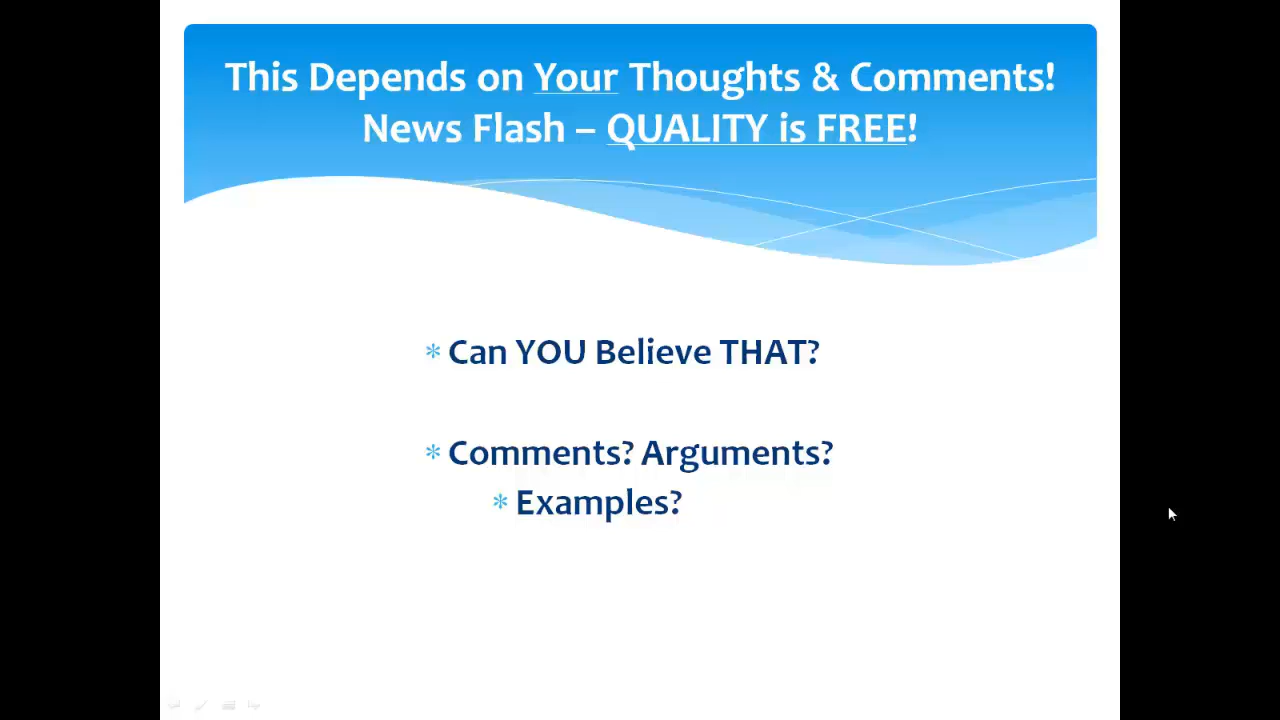 This Depends on Your Thoughts & Comments!
News Flash – QUALITY is FREE!
* Can YOU Believe THAT?
* Comments? Arguments?
* Examples?